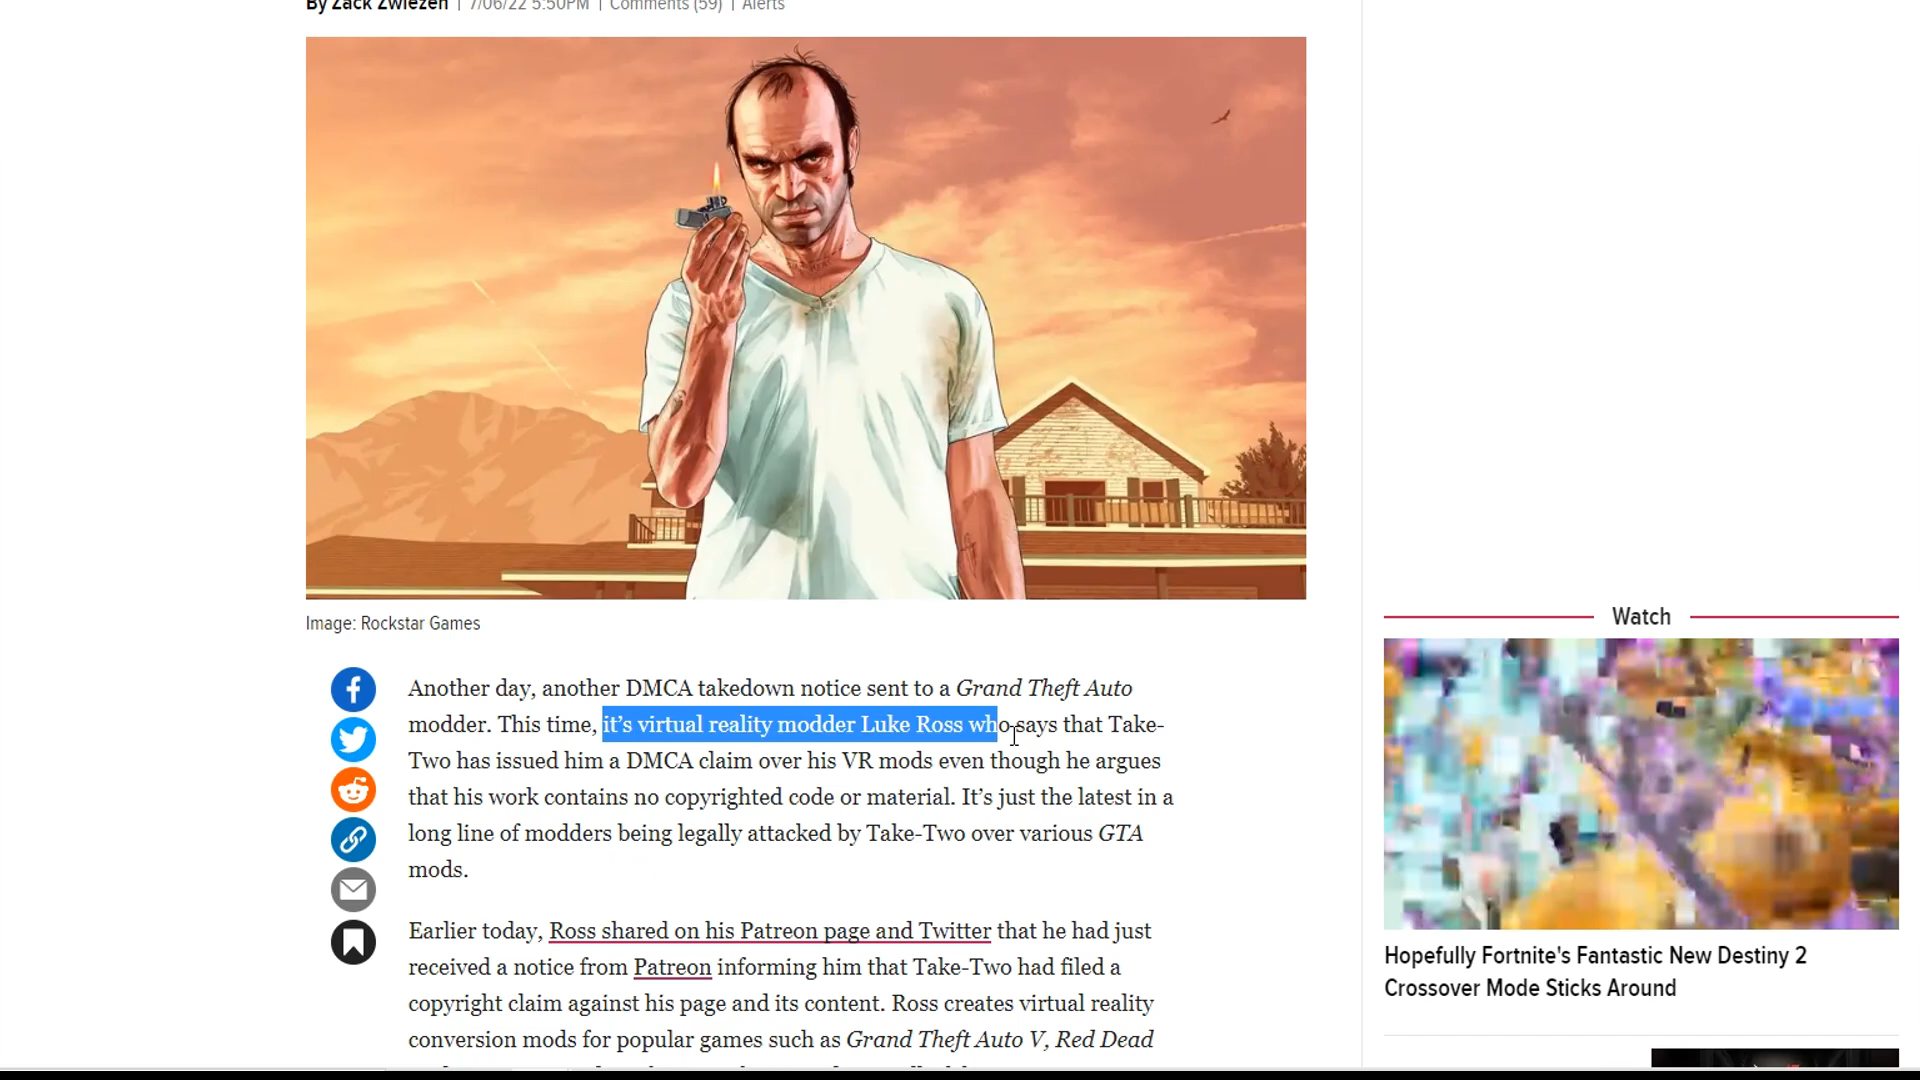 By Zack Zwiezen | 7/06/22 5:50PM | Comments (59) | Alerts
Image: Rockstar Games
Another day, another DMCA takedown notice sent to a Grand Theft Auto
modder. This time, it’s virtual reality modder Luke Ross who says that Take-
Two has issued him a DMCA claim over his VR mods even though he argues
that his work contains no copyrighted code or material. It’s just the latest in a
long line of modders being legally attacked by Take-Two over various GTA
mods.
Earlier today, Ross shared on his Patreon page and Twitter that he had just
received a notice from Patreon informing him that Take-Two had filed a
copyright claim against his page and its content. Ross creates virtual reality
conversion mods for popular games such as Grand Theft Auto V, Red Dead
Watch
Hopefully Fortnite's Fantastic New Destiny 2
Crossover Mode Sticks Around